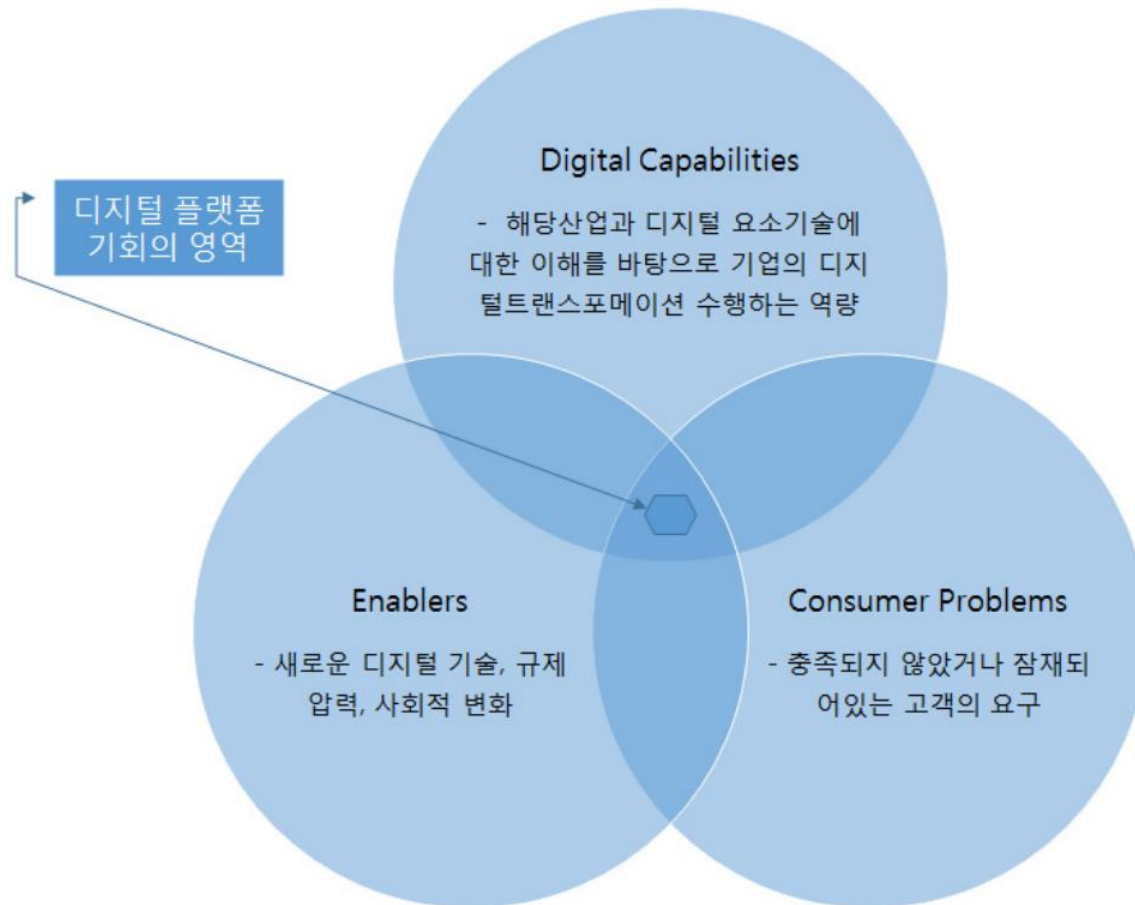 Digital Capabilities
- 해당산업과 디지털 요소기술에
대한 이해를 바탕으로 기업의 디지
털트랜스포메이션 수행하는 역량
디지털 플랫폼
기회의 영역
Enablers
- 새로운 디지털 기술, 규제
압력, 사회적 변화
Consumer Problems
- 충족되지 않았거나 잠재되
어있는 고객의 요구